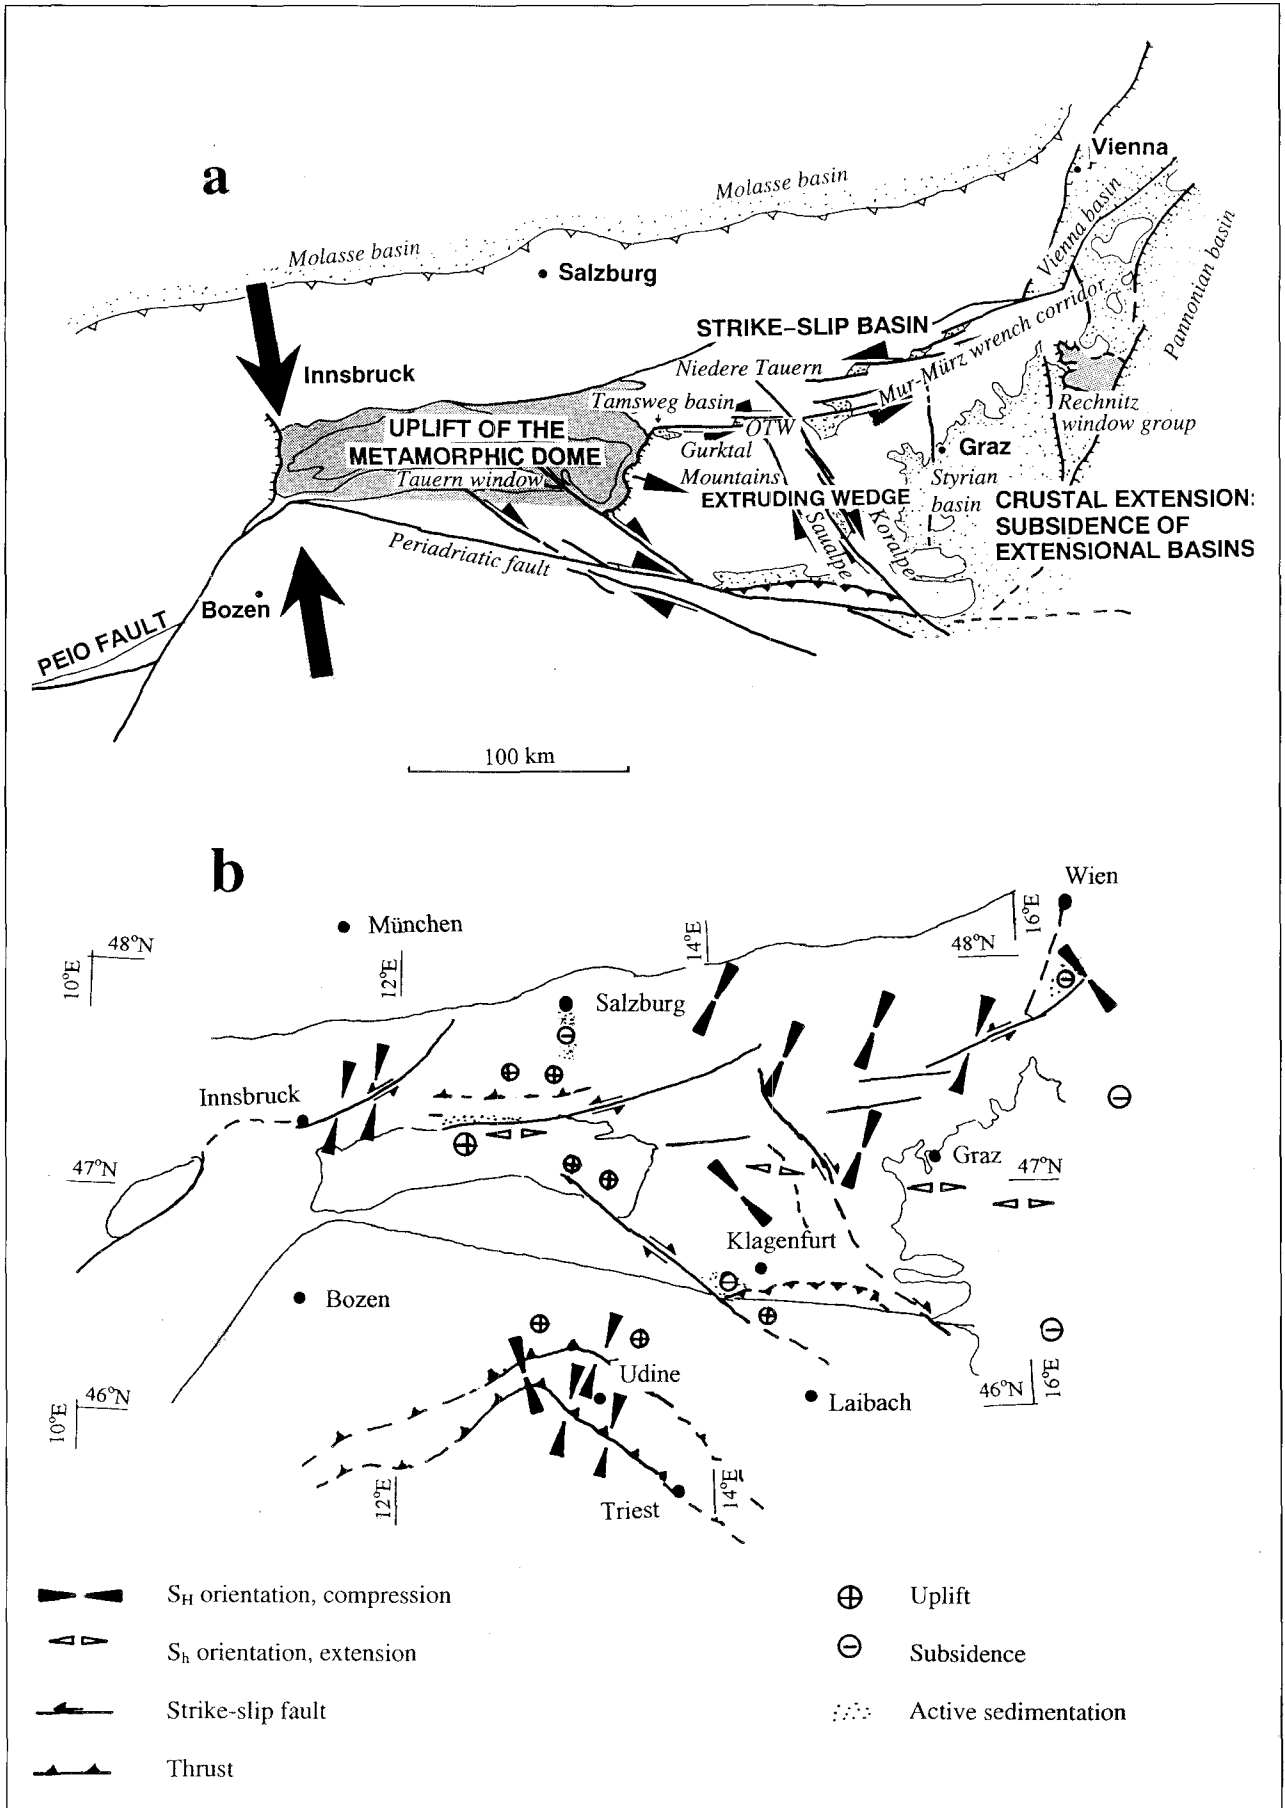 a
Vienna
Molasse basin
Molasse basin
Salzburg
Vienna basin
Pannonian basin
STRIKE–SLIP BASIN
Mur-Mürz wrench corridor
Innsbruck
Niedere Tauern
Tamsweg basin
OTW
Rechnitz
window group
UPLIFT OF THE
METAMORPHIC DOME
Tauern window
Gurktal
Mountains
Graz
Styrian
basin
EXTRUDING WEDGE
CRUSTAL EXTENSION:
SUBSIDENCE OF
EXTENSIONAL BASINS
Saualpe
Koralpe
Periadriatic fault
Bozen
PEIO FAULT
100 km
b
Wien
München
48°N
10°E
12°E
14°E
16°E
48°N
Salzburg
Innsbruck
47°N
Graz
47°N
Klagenfurt
Bozen
Udine
46°N
10°E
Laibach
46°N
16°E
12°E
14°E
Triest
SH orientation, compression
Sh orientation, extension
Strike-slip fault
Thrust
Uplift
Subsidence
Active sedimentation